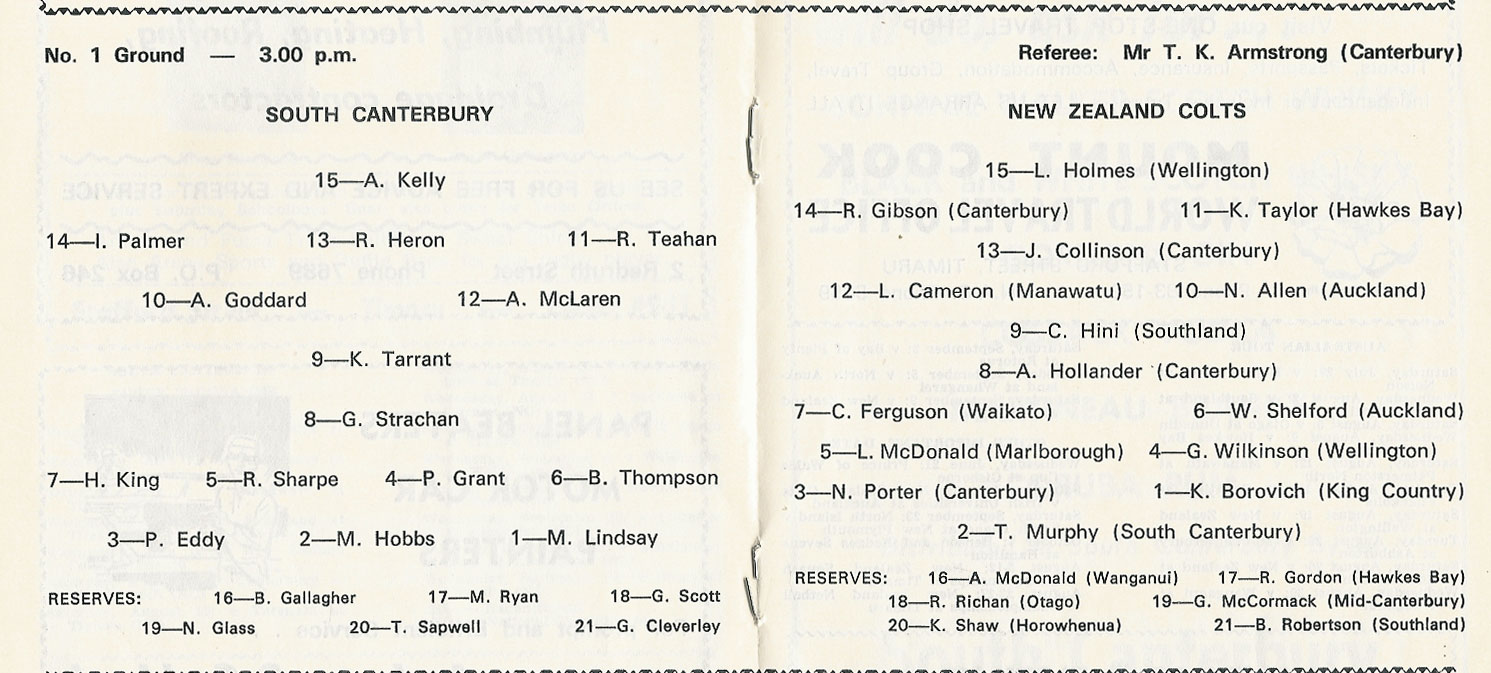 No. 1 Ground — 3.00 p.m.
SOUTH CANTERBURY
15—A. Kelly
14—I. Palmer 13—R. Heron 11—R. Teahan
10—A. Goddard 12—A. McLaren
9—K. Tarrant
8—G. Strachan
7—H. King 5—R. Sharpe 4—P. Grant 6—B. Thompson
3—P. Eddy 2—M. Hobbs 1—M. Lindsay
RESERVES: 16—B. Gallagher 17—M. Ryan 18—G. Scott
19—N. Glass 20—T. Sapwell 21—G. Cleverley
Referee: Mr T. K. Armstrong (Canterbury)
NEW ZEALAND COLTS
15—L. Holmes (Wellington)
14—R. Gibson (Canterbury) 11—K. Taylor (Hawkes Bay)
13—J. Collinson (Canterbury)
12—L. Cameron (Manawatu) 10—N. Allen (Auckland)
9—C. Hini (Southland)
8—A. Hollander (Canterbury)
7—C. Ferguson (Waikato) 6—W. Shelford (Auckland)
5—L. McDonald (Marlborough) 4—G. Wilkinson (Wellington)
3—N. Porter (Canterbury) 1—K. Borovich (King Country)
2—T. Murphy (South Canterbury)
RESERVES: 16—A. McDonald (Wanganui) 17—R. Gordon (Hawkes Bay)
18—R. Richan (Otago) 19—G. McCormack (Mid-Canterbury)
20—K. Shaw (Horowhenua) 21—B. Robertson (Southland)